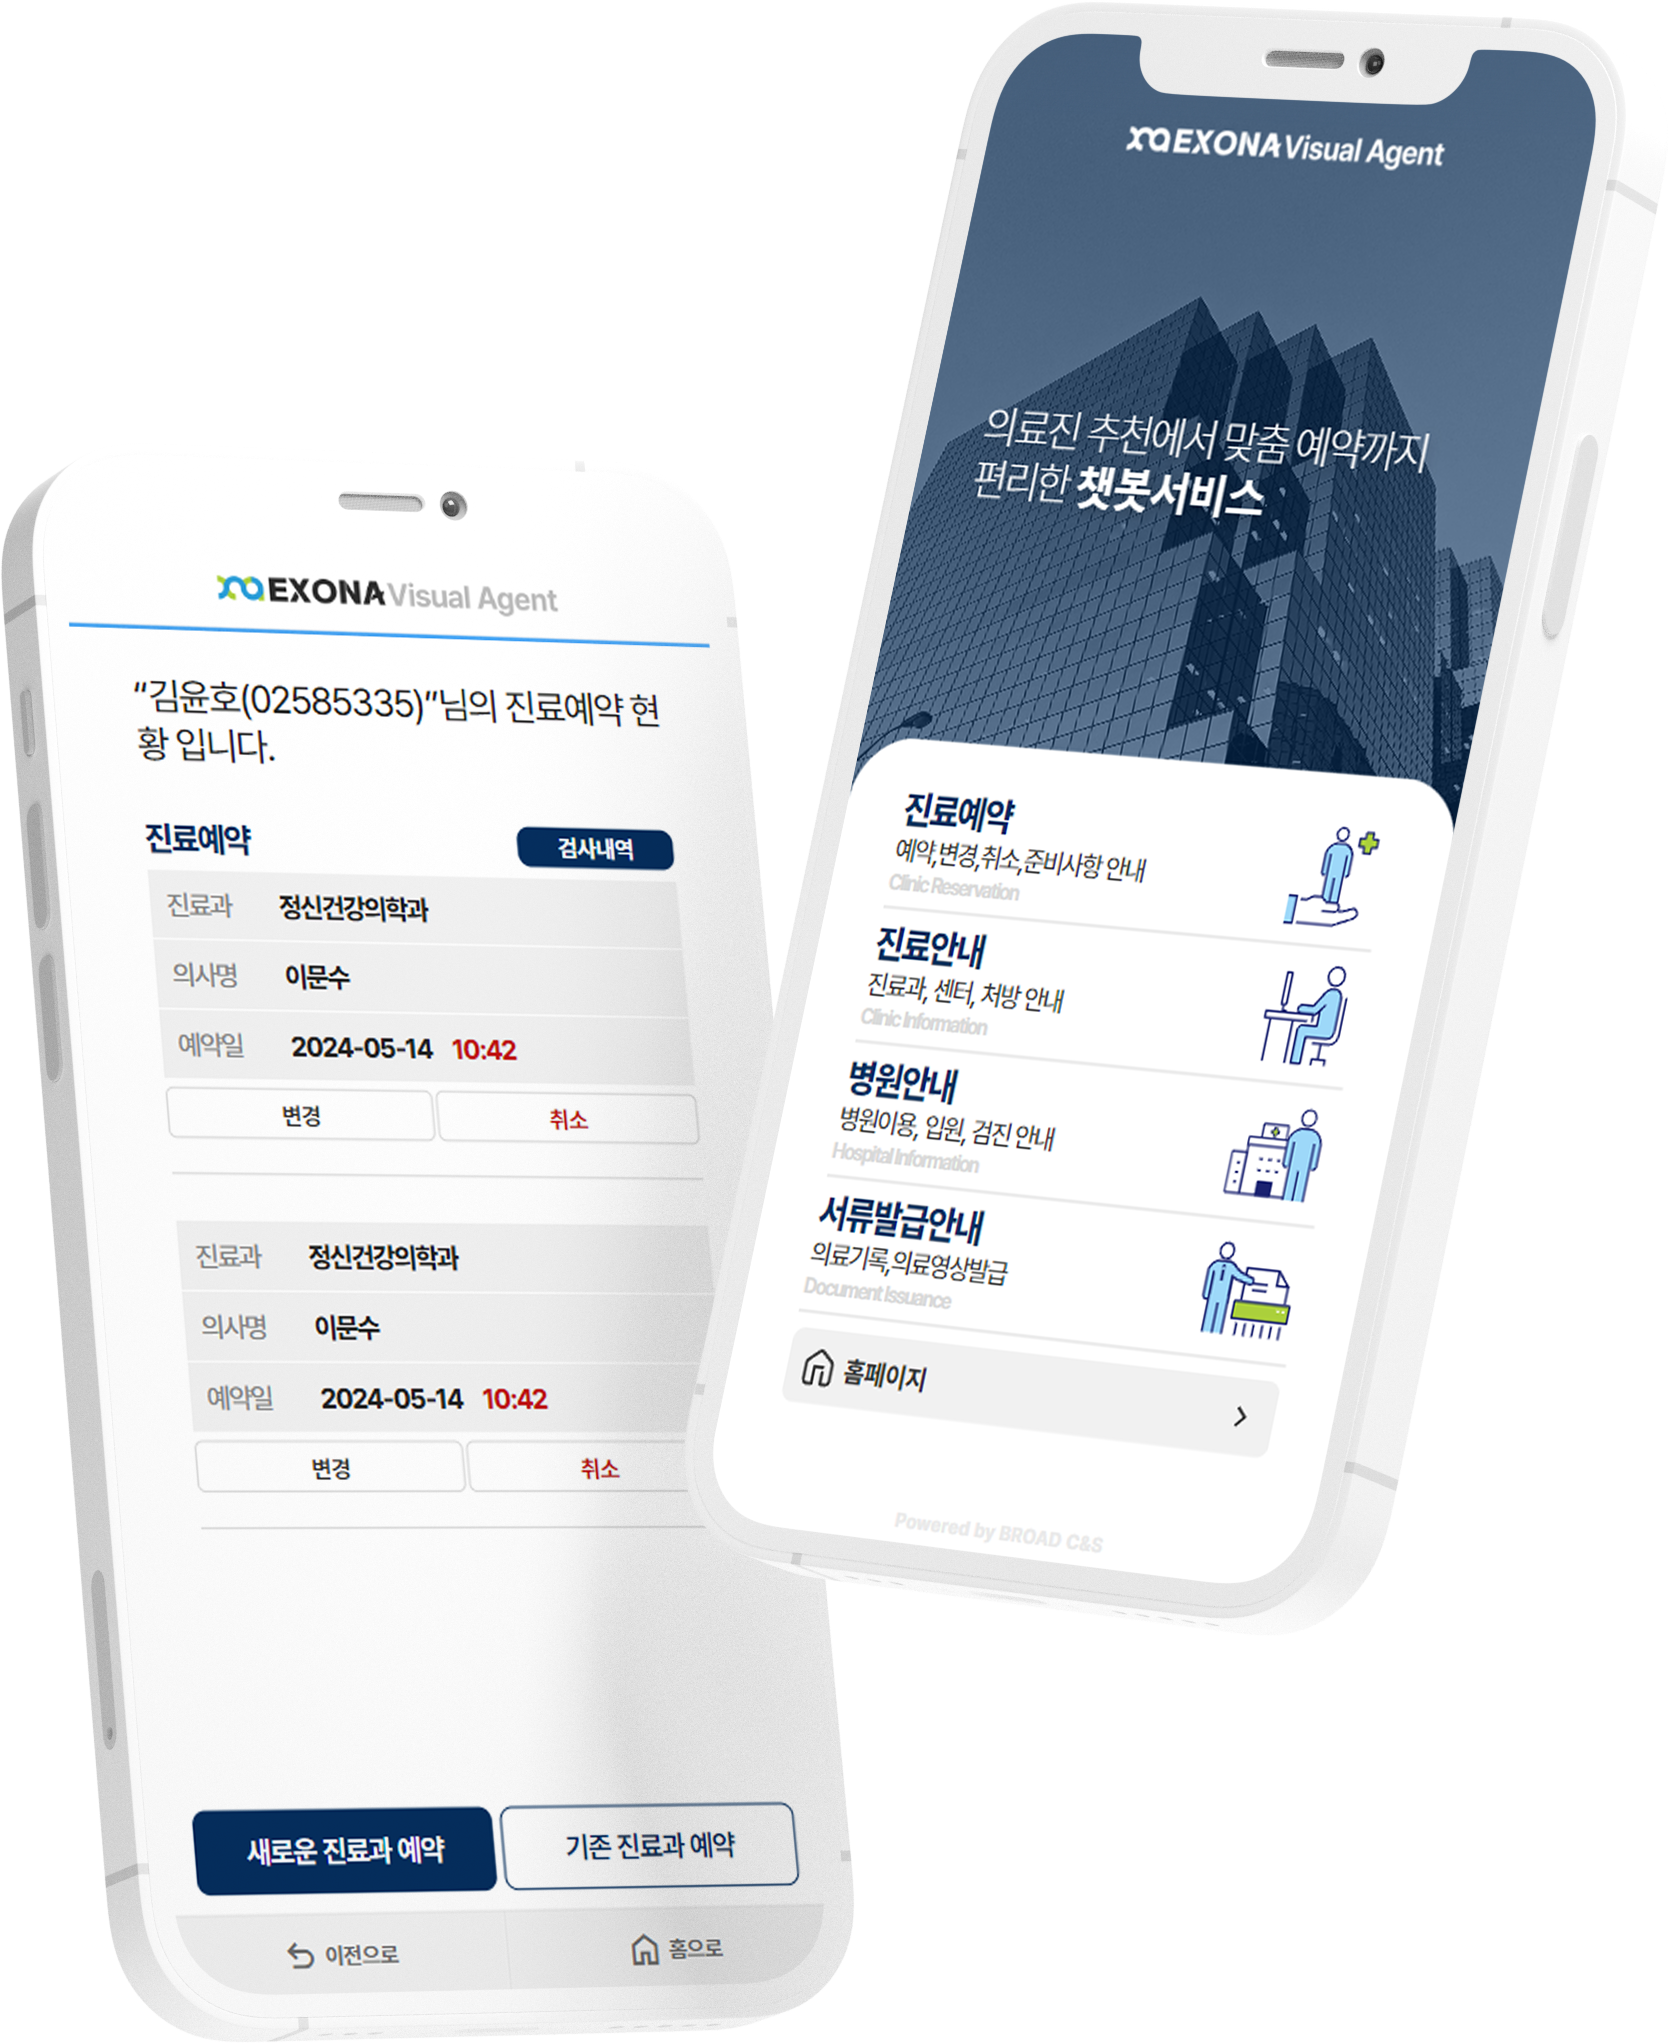 EXONA Visual Agent
“김윤호(02585335)”님의 진료예약 현
황 입니다.
진료예약
검사내역
진료과 정신건강의학과
의사명 이문수
예약일 2024-05-14 10:42
변경 취소
진료과 정신건강의학과
의사명 이문수
예약일 2024-05-14 10:42
변경 취소
새로운 진료과 예약 기존 진료과 예약
이전으로 홈으로
EXONA Visual Agent
의료진 추천에서 맞춤 예약까지
편리한 챗봇서비스
진료예약
예약,변경,취소,준비사항 안내
Clinic Reservation
진료안내
진료과, 센터, 처방 안내
Clinic Information
병원안내
병원이용, 입원, 검진 안내
Hospital Information
서류발급안내
의료기록,의료영상발급
Document Issuance
홈페이지
Powered by BROAD C&S